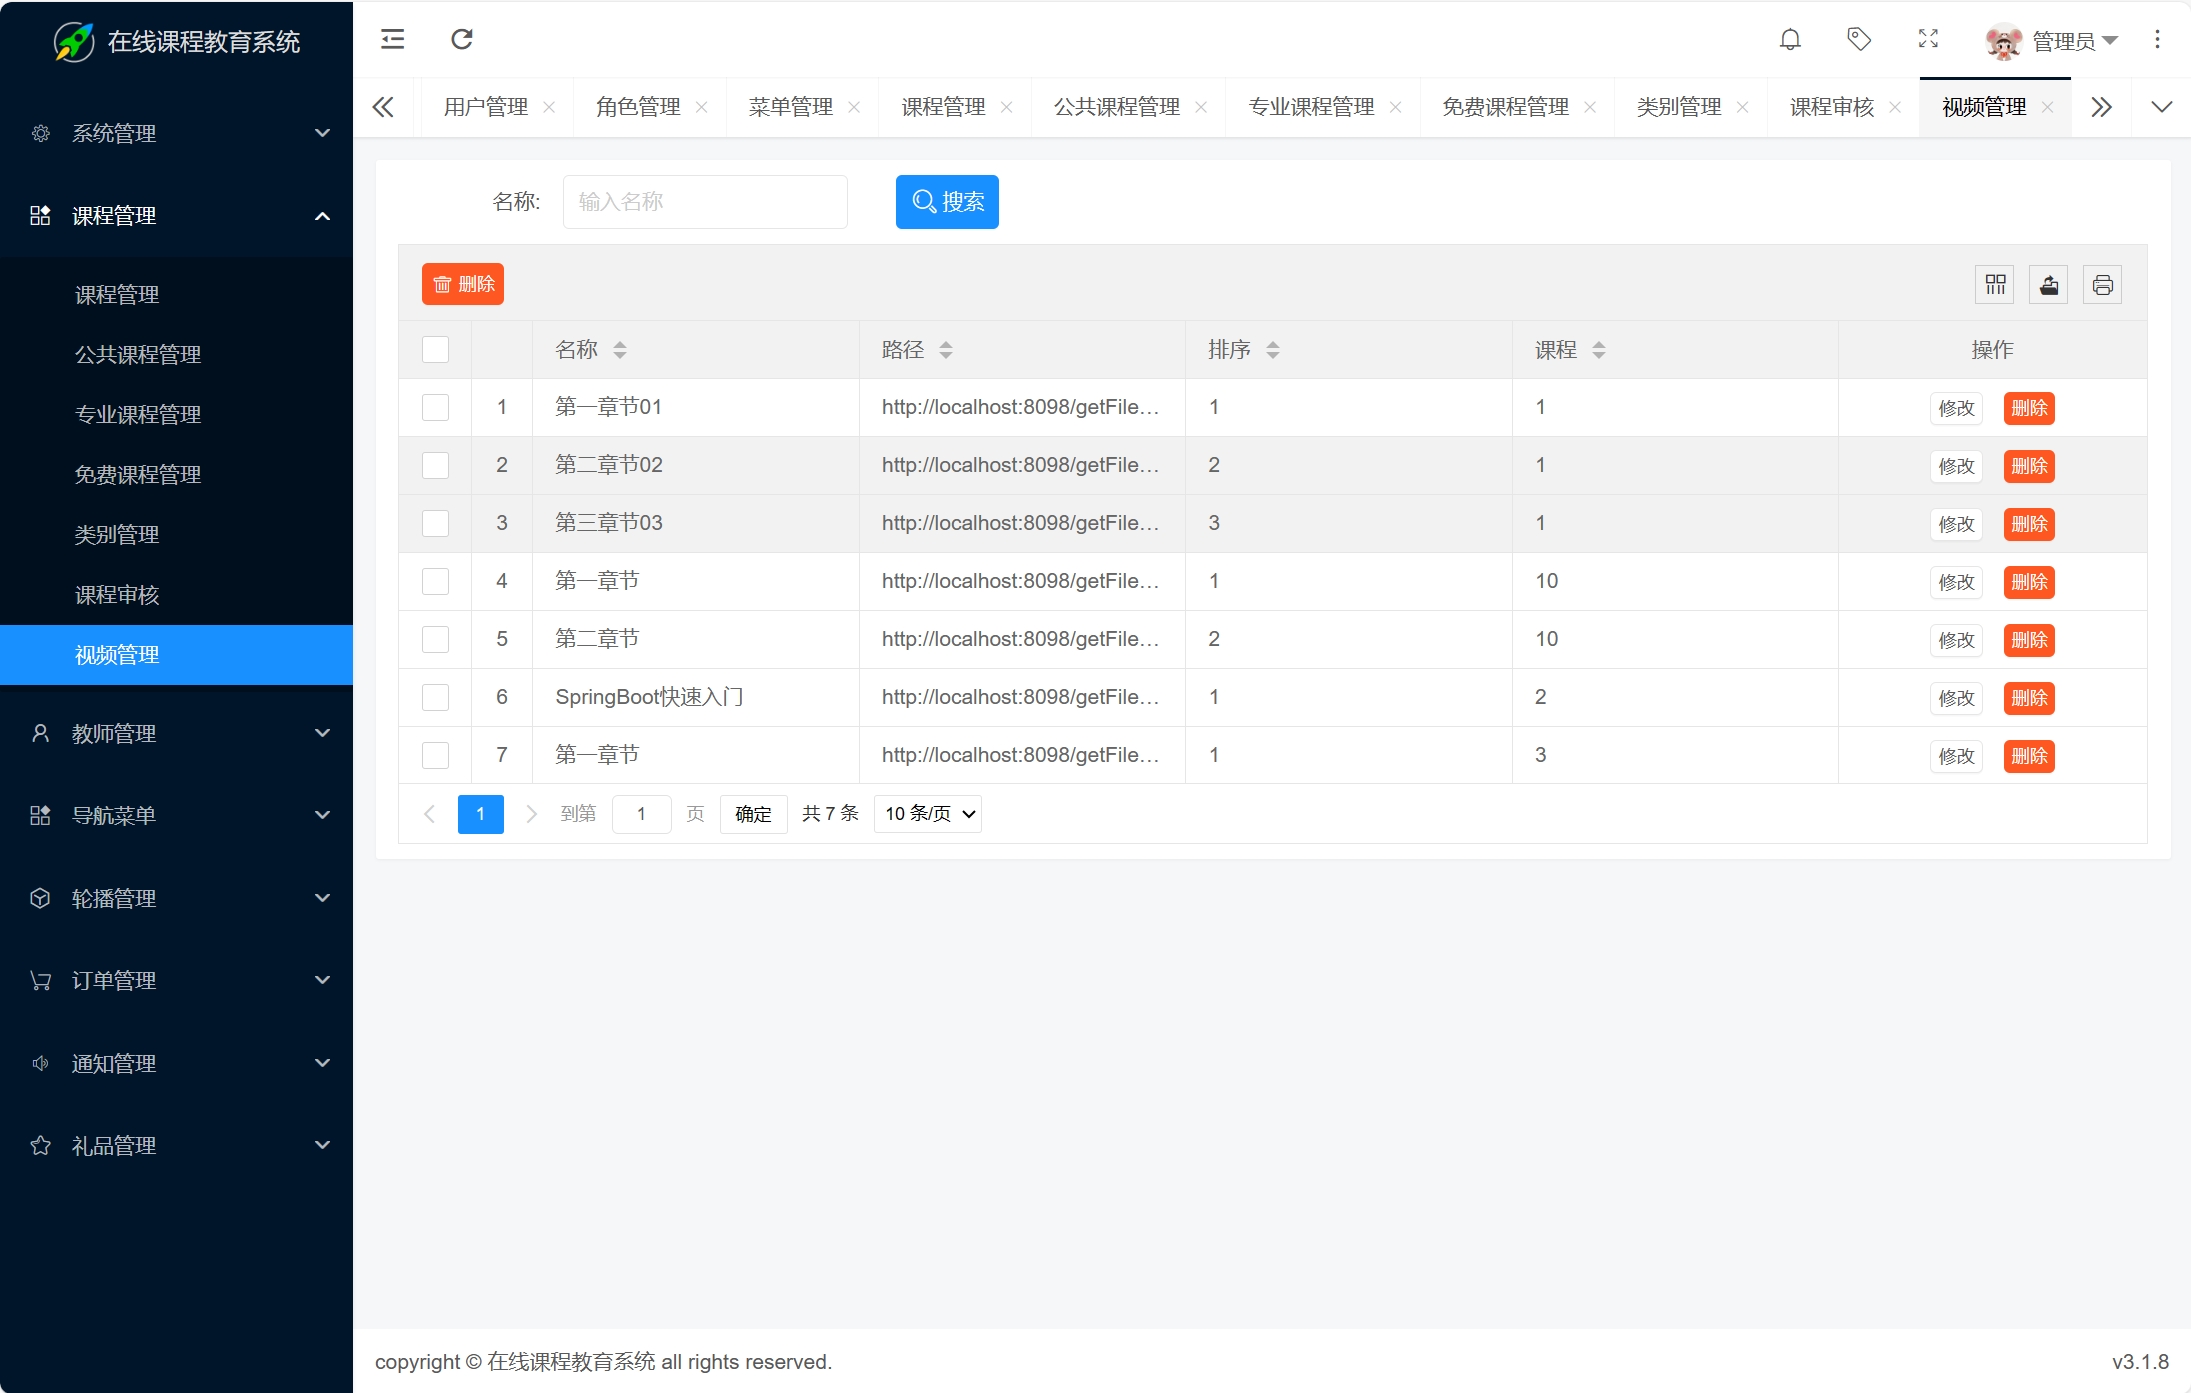 在线课程教育系统
管理员
用户管理 角色管理 菜单管理 课程管理 公共课程管理 专业课程管理 免费课程管理 类别管理 课程审核 视频管理
系统管理
课程管理
课程管理
公共课程管理
专业课程管理
免费课程管理
类别管理
课程审核
视频管理
教师管理
导航菜单
轮播管理
订单管理
通知管理
礼品管理
名称: 输入名称 搜索
删除
名称 路径 排序 课程 操作
1 第一章节01 http://localhost:8098/getFile... 1 1 修改 删除
2 第二章节02 http://localhost:8098/getFile... 2 1 修改 删除
3 第三章节03 http://localhost:8098/getFile... 3 1 修改 删除
4 第一章节 http://localhost:8098/getFile... 1 10 修改 删除
5 第二章节 http://localhost:8098/getFile... 2 10 修改 删除
6 SpringBoot快速入门 http://localhost:8098/getFile... 1 2 修改 删除
7 第一章节 http://localhost:8098/getFile... 1 3 修改 删除
1 到第 1 页 确定 共 7 条 10 条/页
copyright © 在线课程教育系统 all rights reserved. v3.1.8